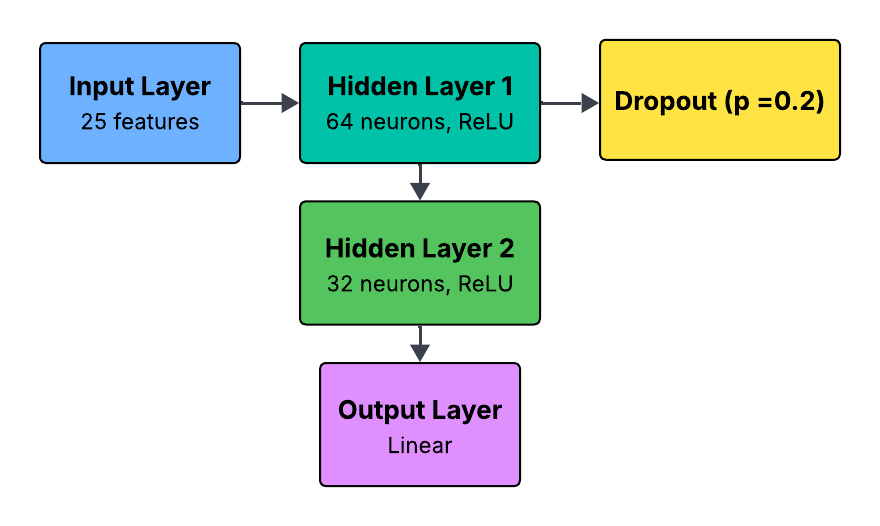 Input Layer
25 features
Hidden Layer 1
64 neurons, ReLU
Dropout (p =0.2)
Hidden Layer 2
32 neurons, ReLU
Output Layer
Linear